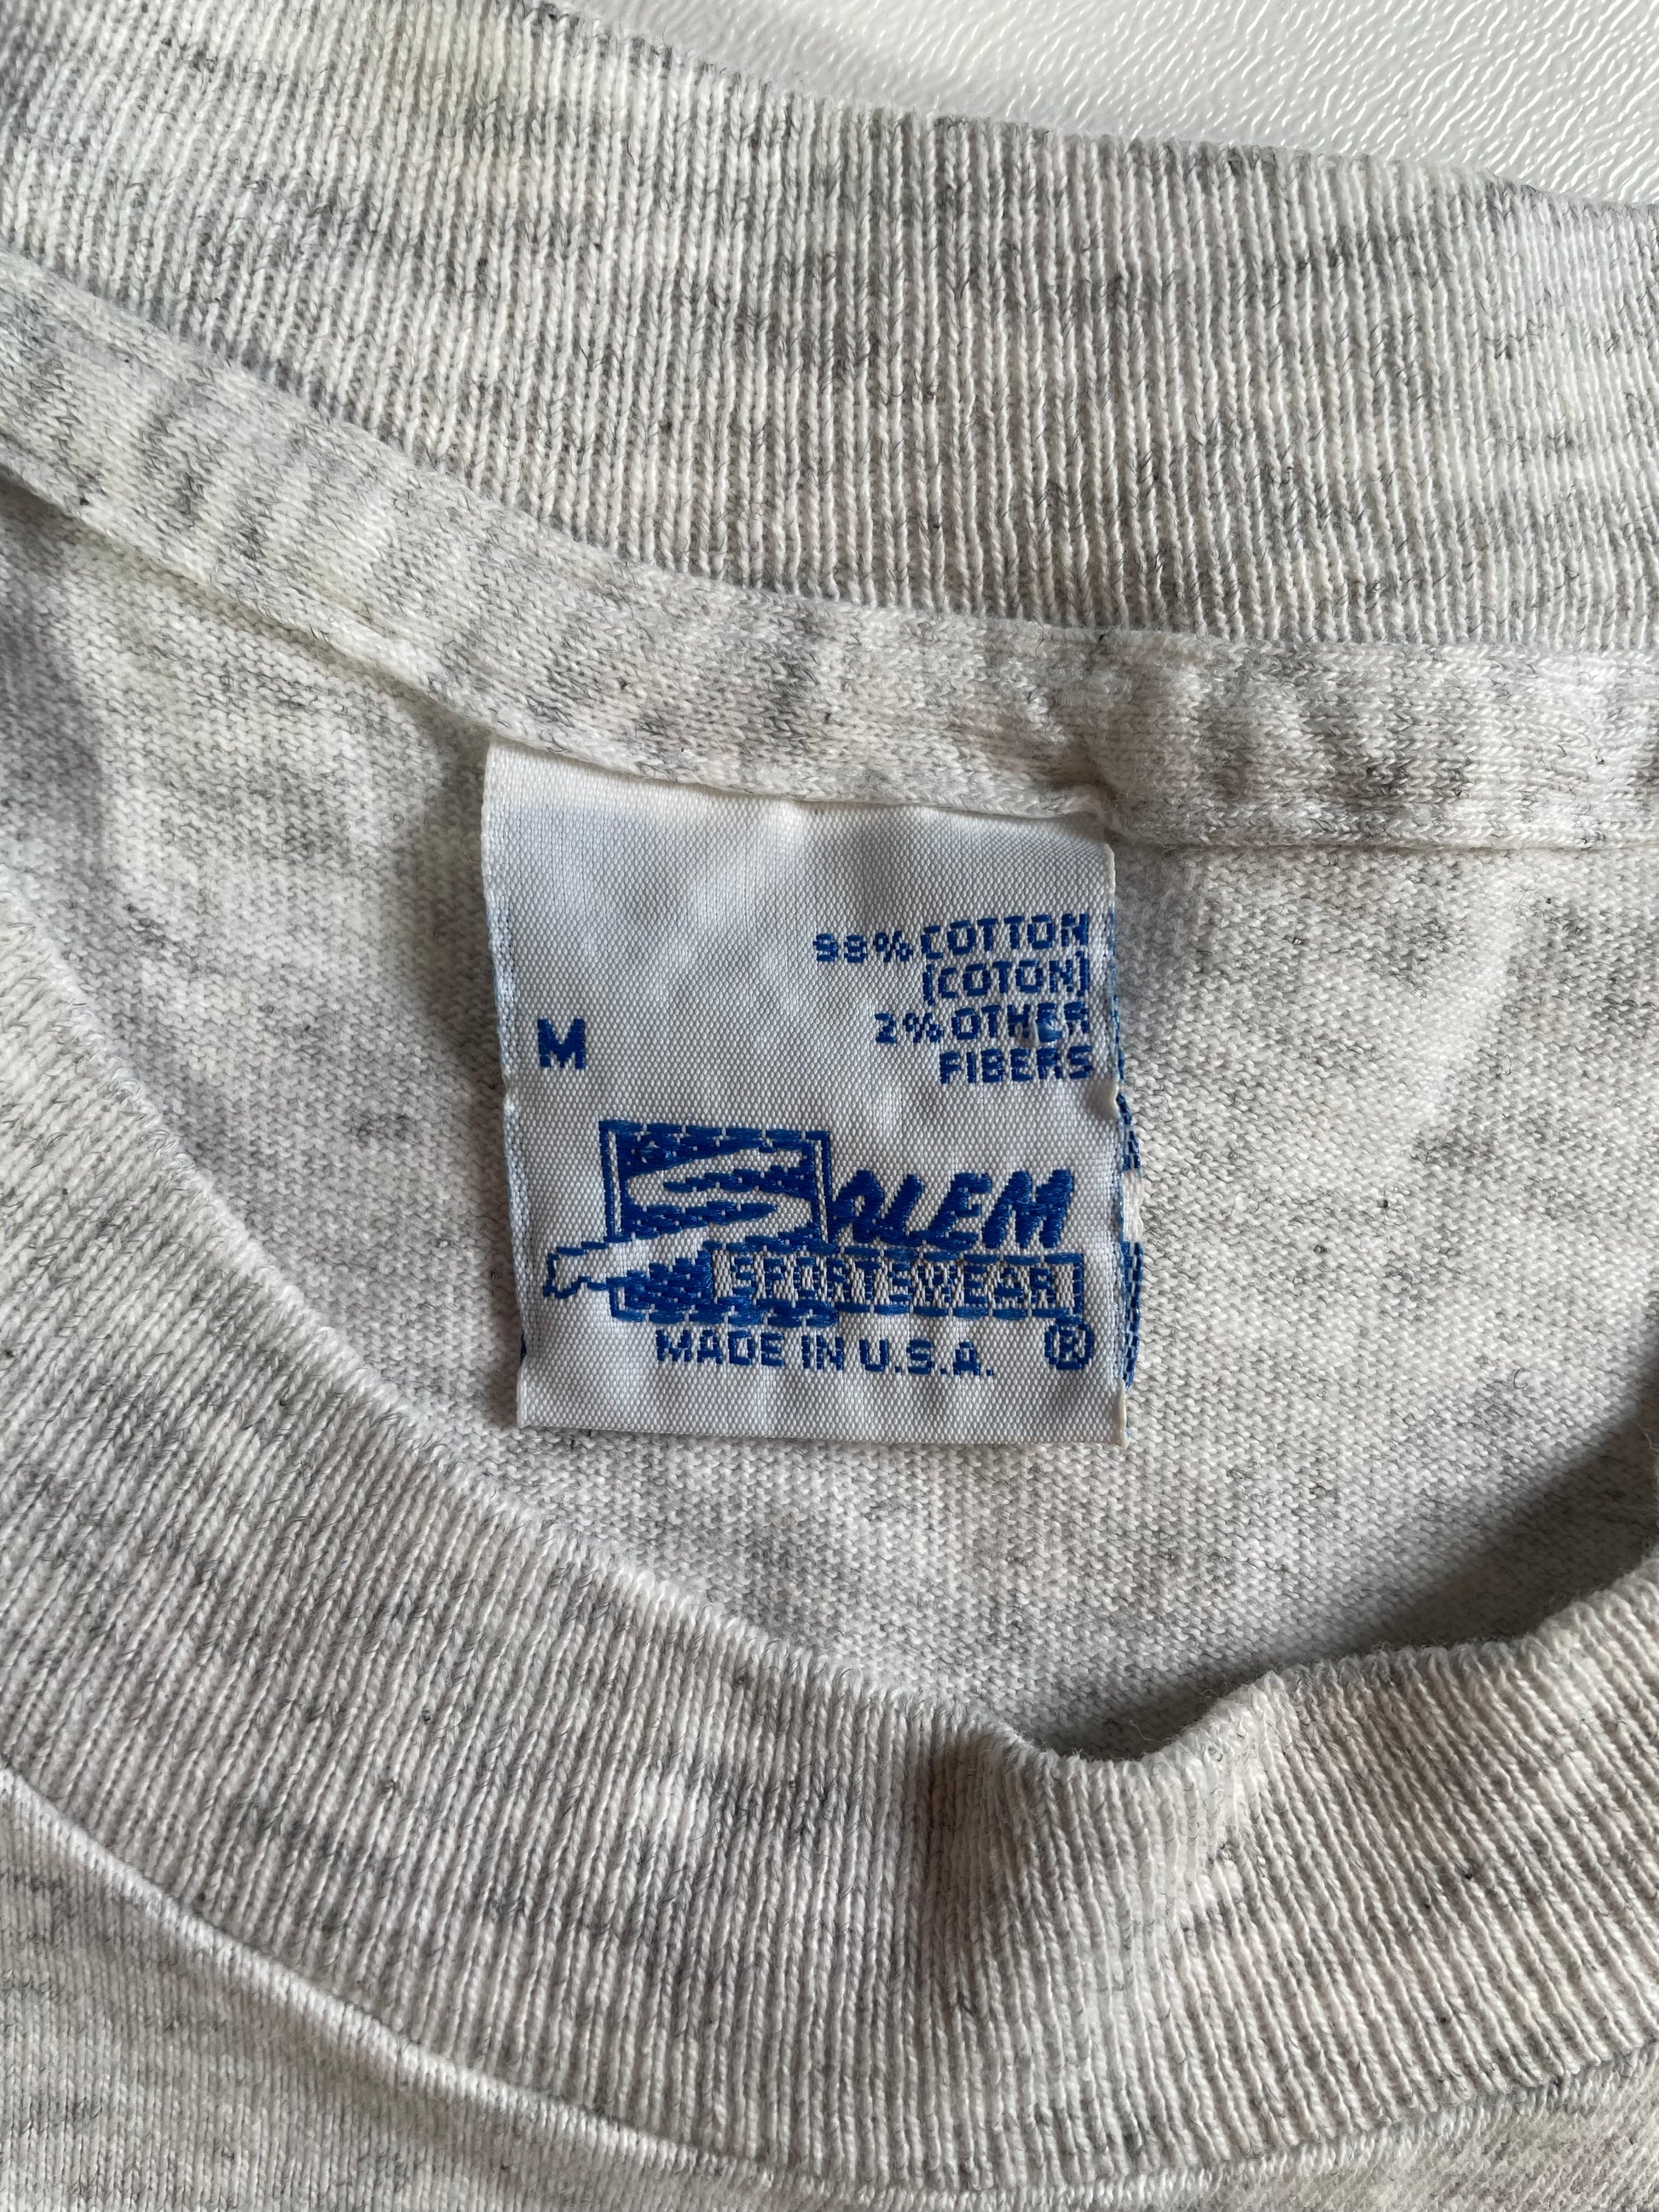 98% COTTON
(COTON)
2% OTHER
FIBERS
M
SALEM
SPORTSWEAR
MADE IN U.S.A. ®